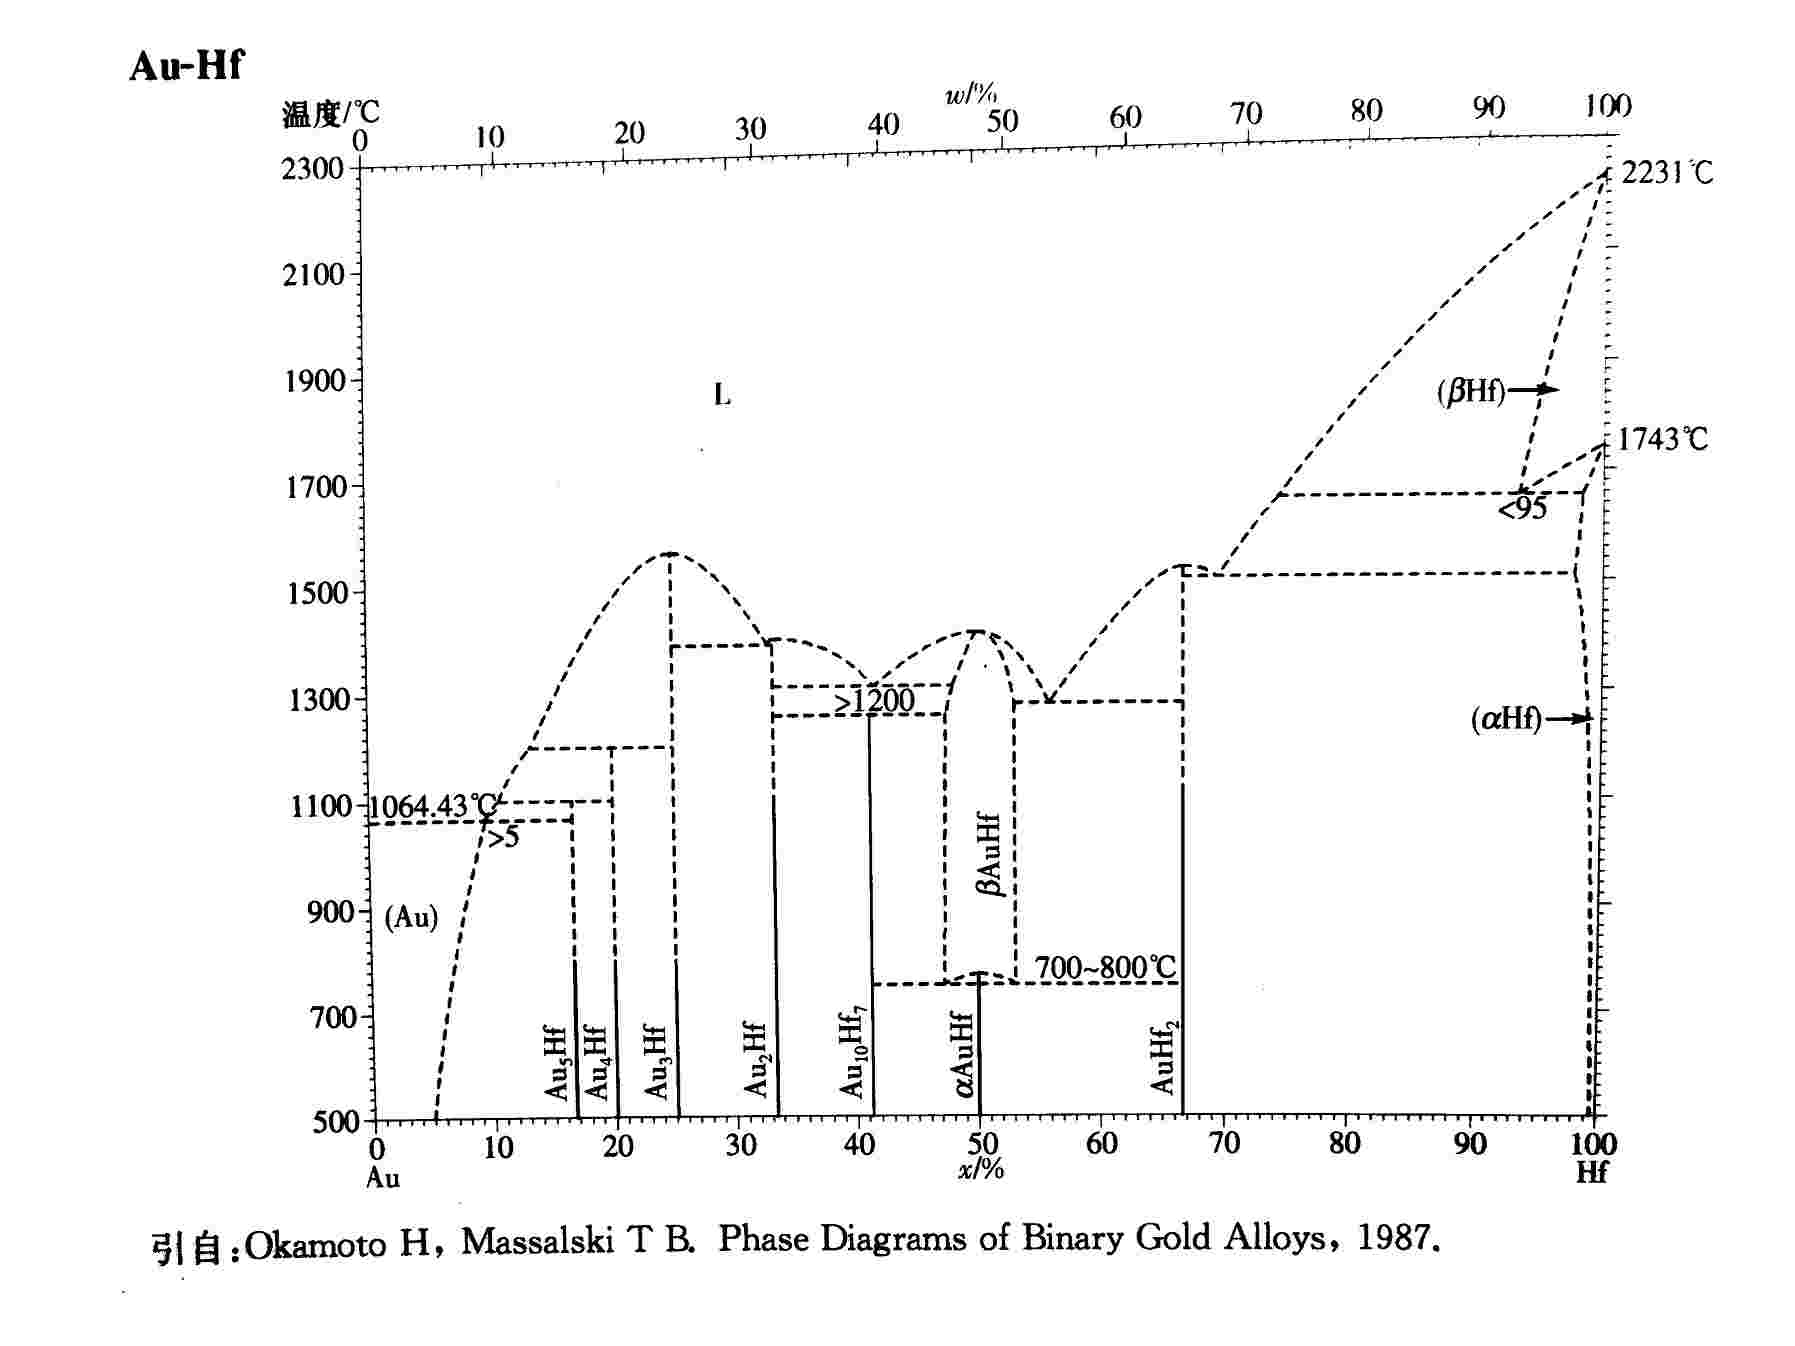 Au-Hf
w/%
温度/℃
0 10 20 30 40 50 60 70 80 90 100
2300
2231℃
2100
1900
L
(βHf)
1743℃
1700
<95
1500
1300
>1200
(αHf)
1100
1064.43℃
>5
βAuHf
900
(Au)
700~800℃
700
Au₅Hf
Au₄Hf
Au₃Hf
Au₂Hf
Au₁₀Hf₇
αAuHf
AuHf₂
500
0 10 20 30 40 50 60 70 80 90 100
Au
x/%
Hf
引自:Okamoto H, Massalski T B. Phase Diagrams of Binary Gold Alloys, 1987.